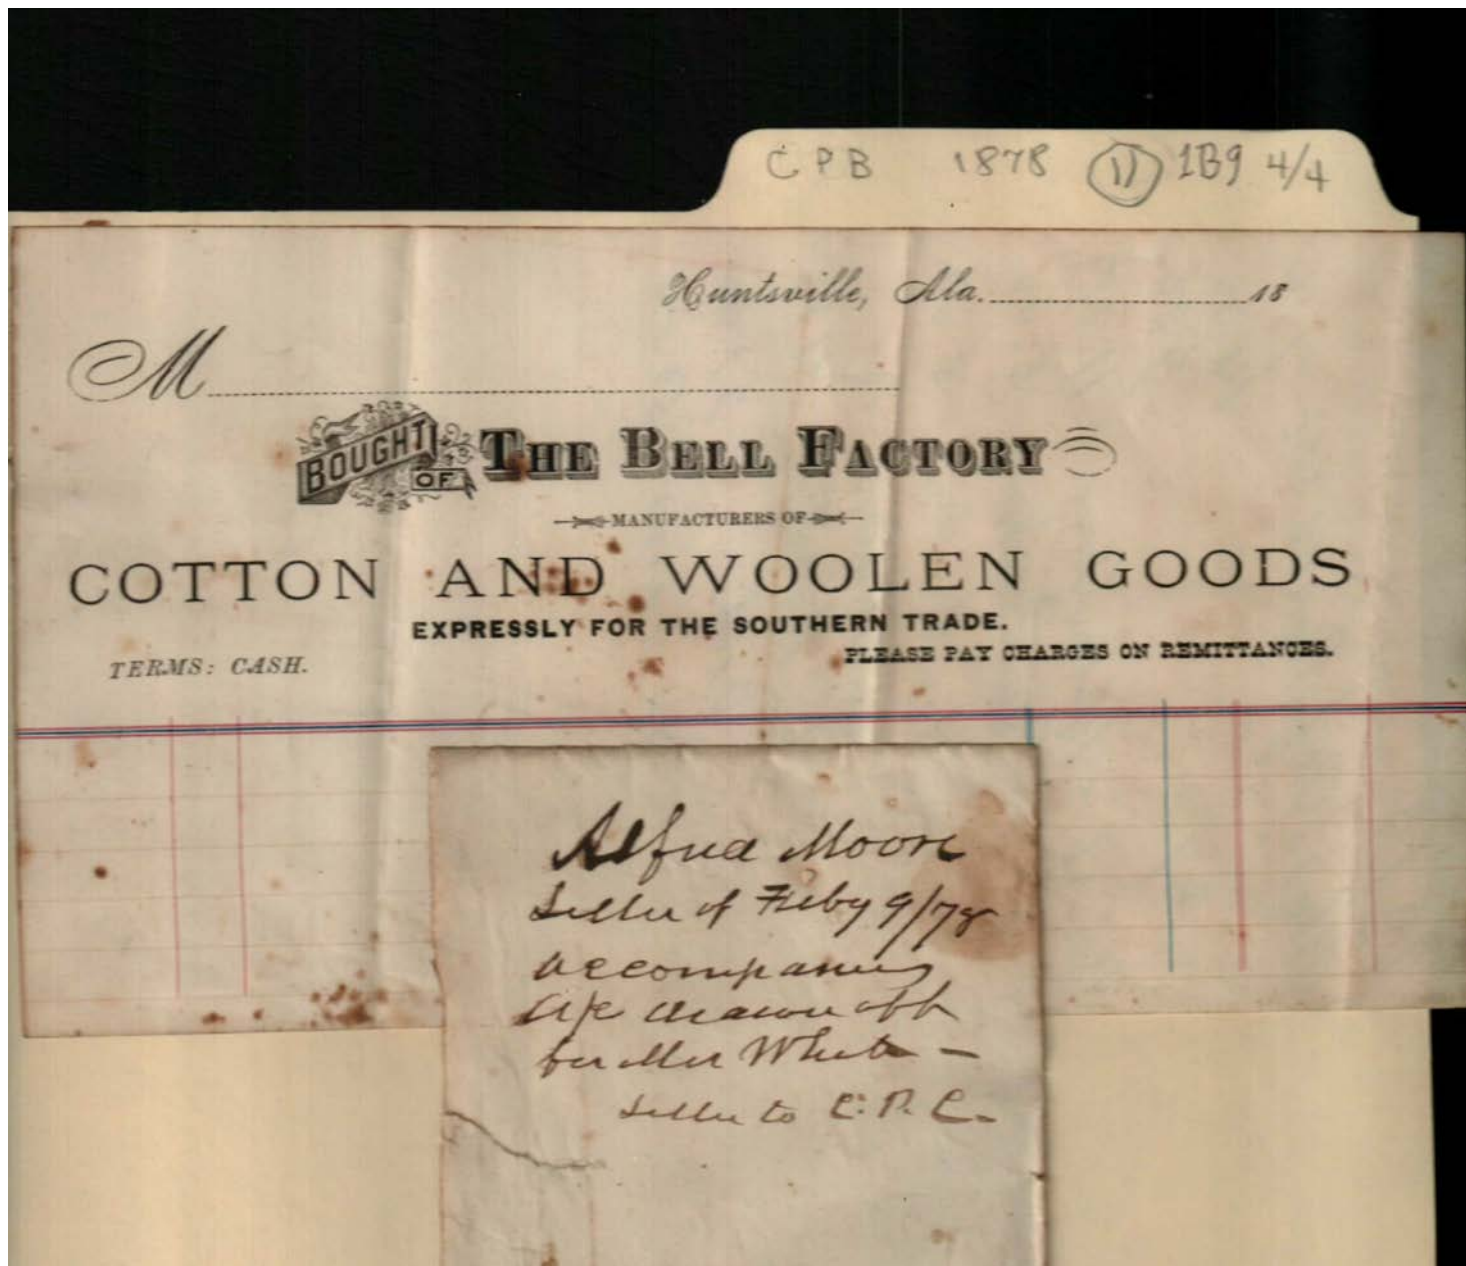 CPB 1878 11 1B9 4/4
Huntsville, Ala. 18
M
BOUGHT OF THE BELL FACTORY
MANUFACTURERS OF
COTTON AND WOOLEN GOODS
EXPRESSLY FOR THE SOUTHERN TRADE.
TERMS: CASH.
PLEASE PAY CHARGES ON REMITTANCES.
Alfred Moore
Letter of Feby 9/78
accompanying
a/c drawn off
for Mr White —
Letter to C. P. C.